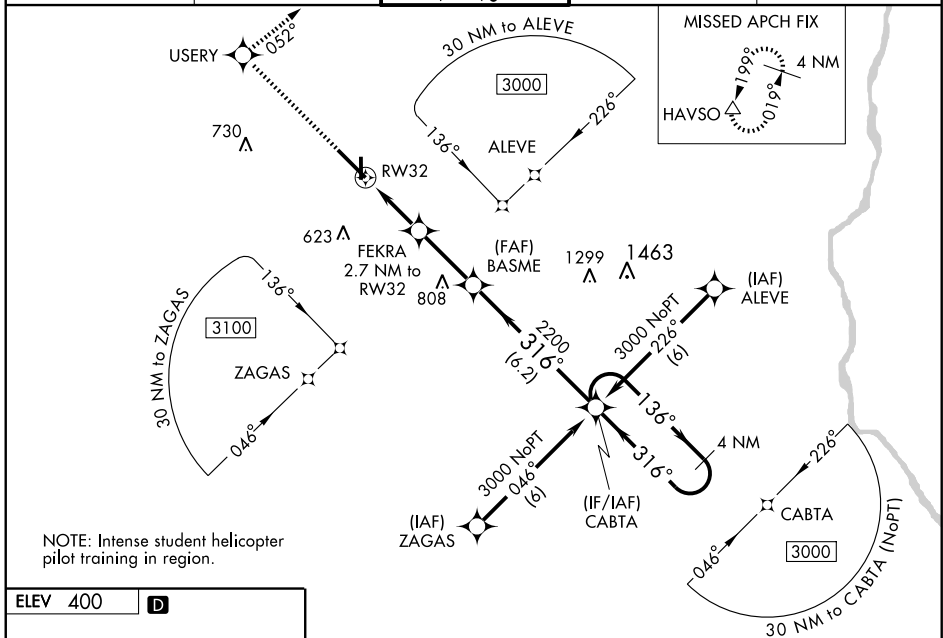 30 NM to ALEVE
3000
136°
226°
ALEVE
MISSED APCH FIX
4 NM
199°
019°
HAVSO
USERY
052°
730
RW32
623
FEKRA
2.7 NM to
RW32
808
(FAF)
BASME
1299
1463
(IAF)
ALEVE
3000 NoPT
226°
(6)
2200
316°
(6.2)
30 NM to ZAGAS
136°
3100
ZAGAS
046°
136°
4 NM
316°
3000 NoPT
046°
(6)
(IAF)
ZAGAS
(IF/IAF)
CABTA
226°
CABTA
046°
3000
30 NM to CABTA (NoPT)
NOTE: Intense student helicopter
pilot training in region.
ELEV 400 D